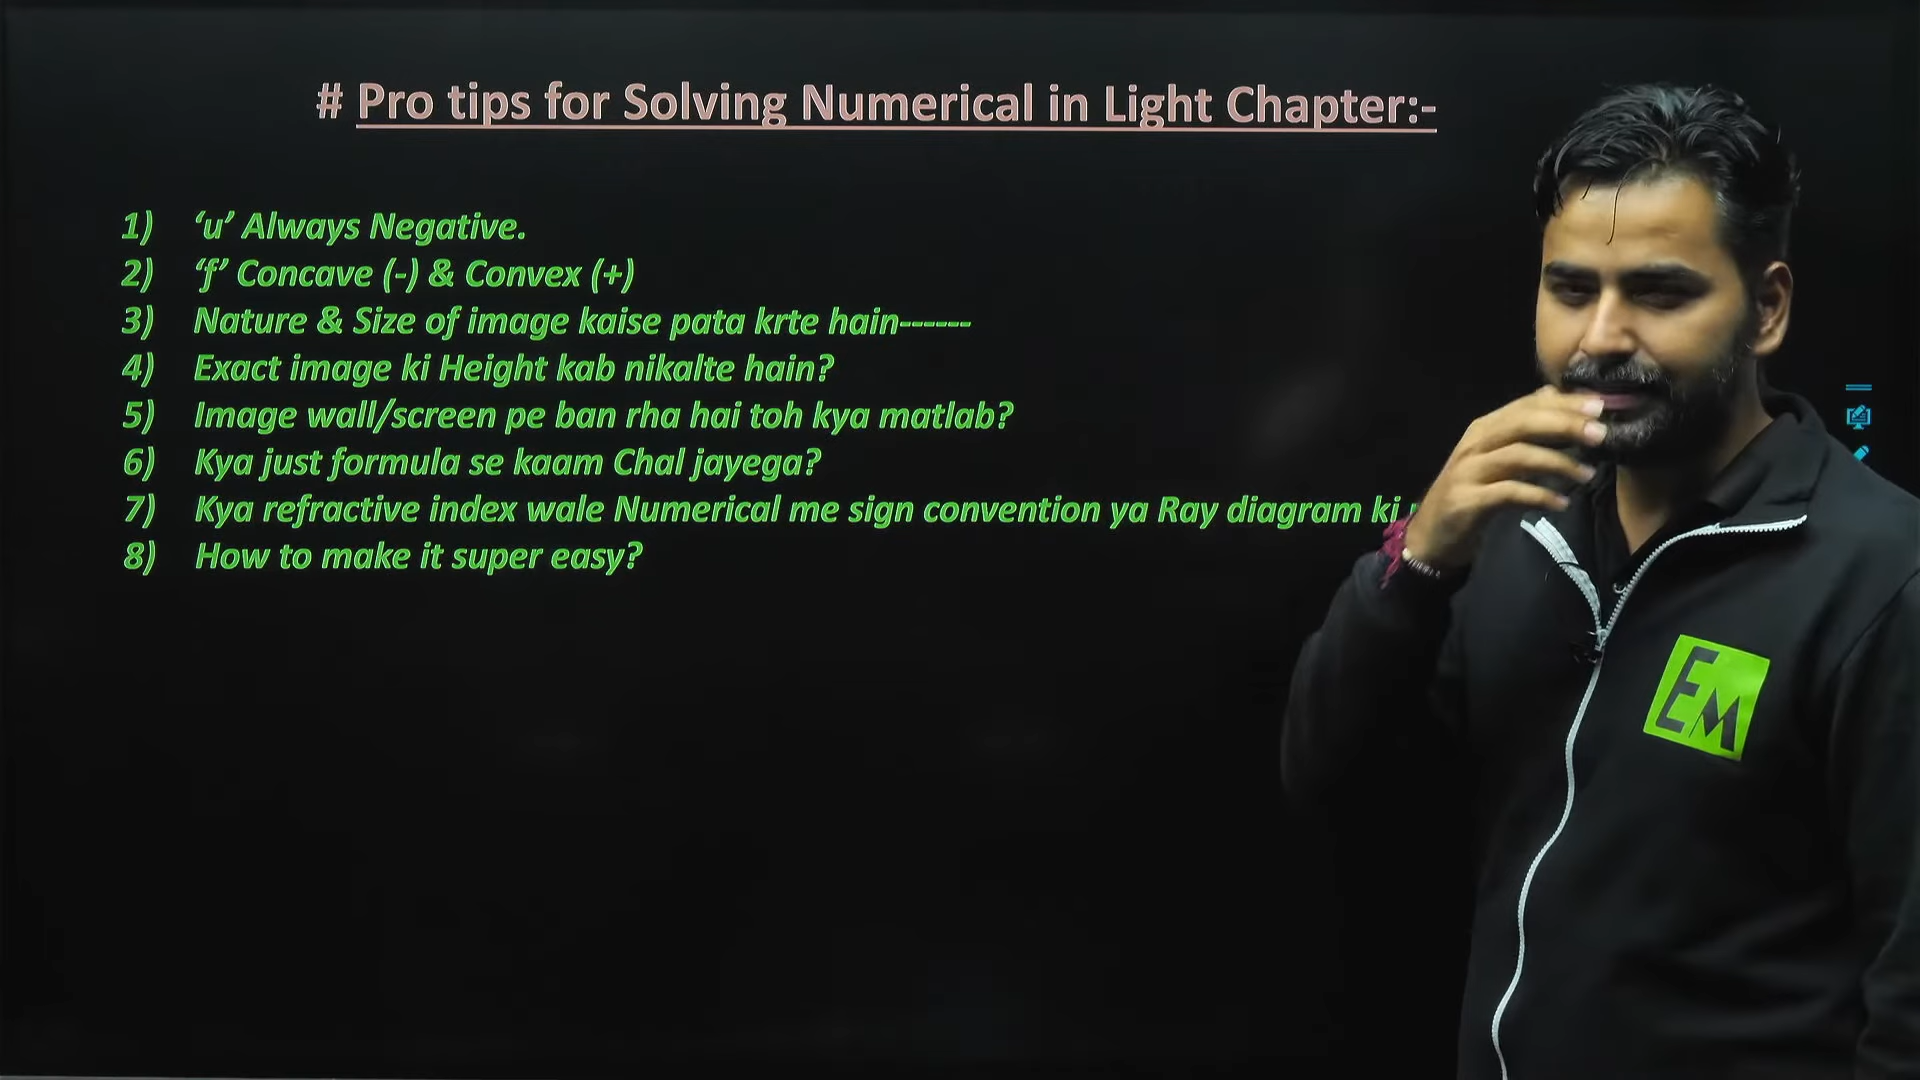 # Pro tips for Solving Numerical in Light Chapter:-
1) ‘u’ Always Negative.
2) ‘f’ Concave (-) & Convex (+)
3) Nature & Size of image kaise pata krte hain------
4) Exact image ki Height kab nikalte hain?
5) Image wall/screen pe ban rha hai toh kya matlab?
6) Kya just formula se kaam Chal jayega?
7) Kya refractive index wale Numerical me sign convention ya Ray diagram ki
8) How to make it super easy?
EM